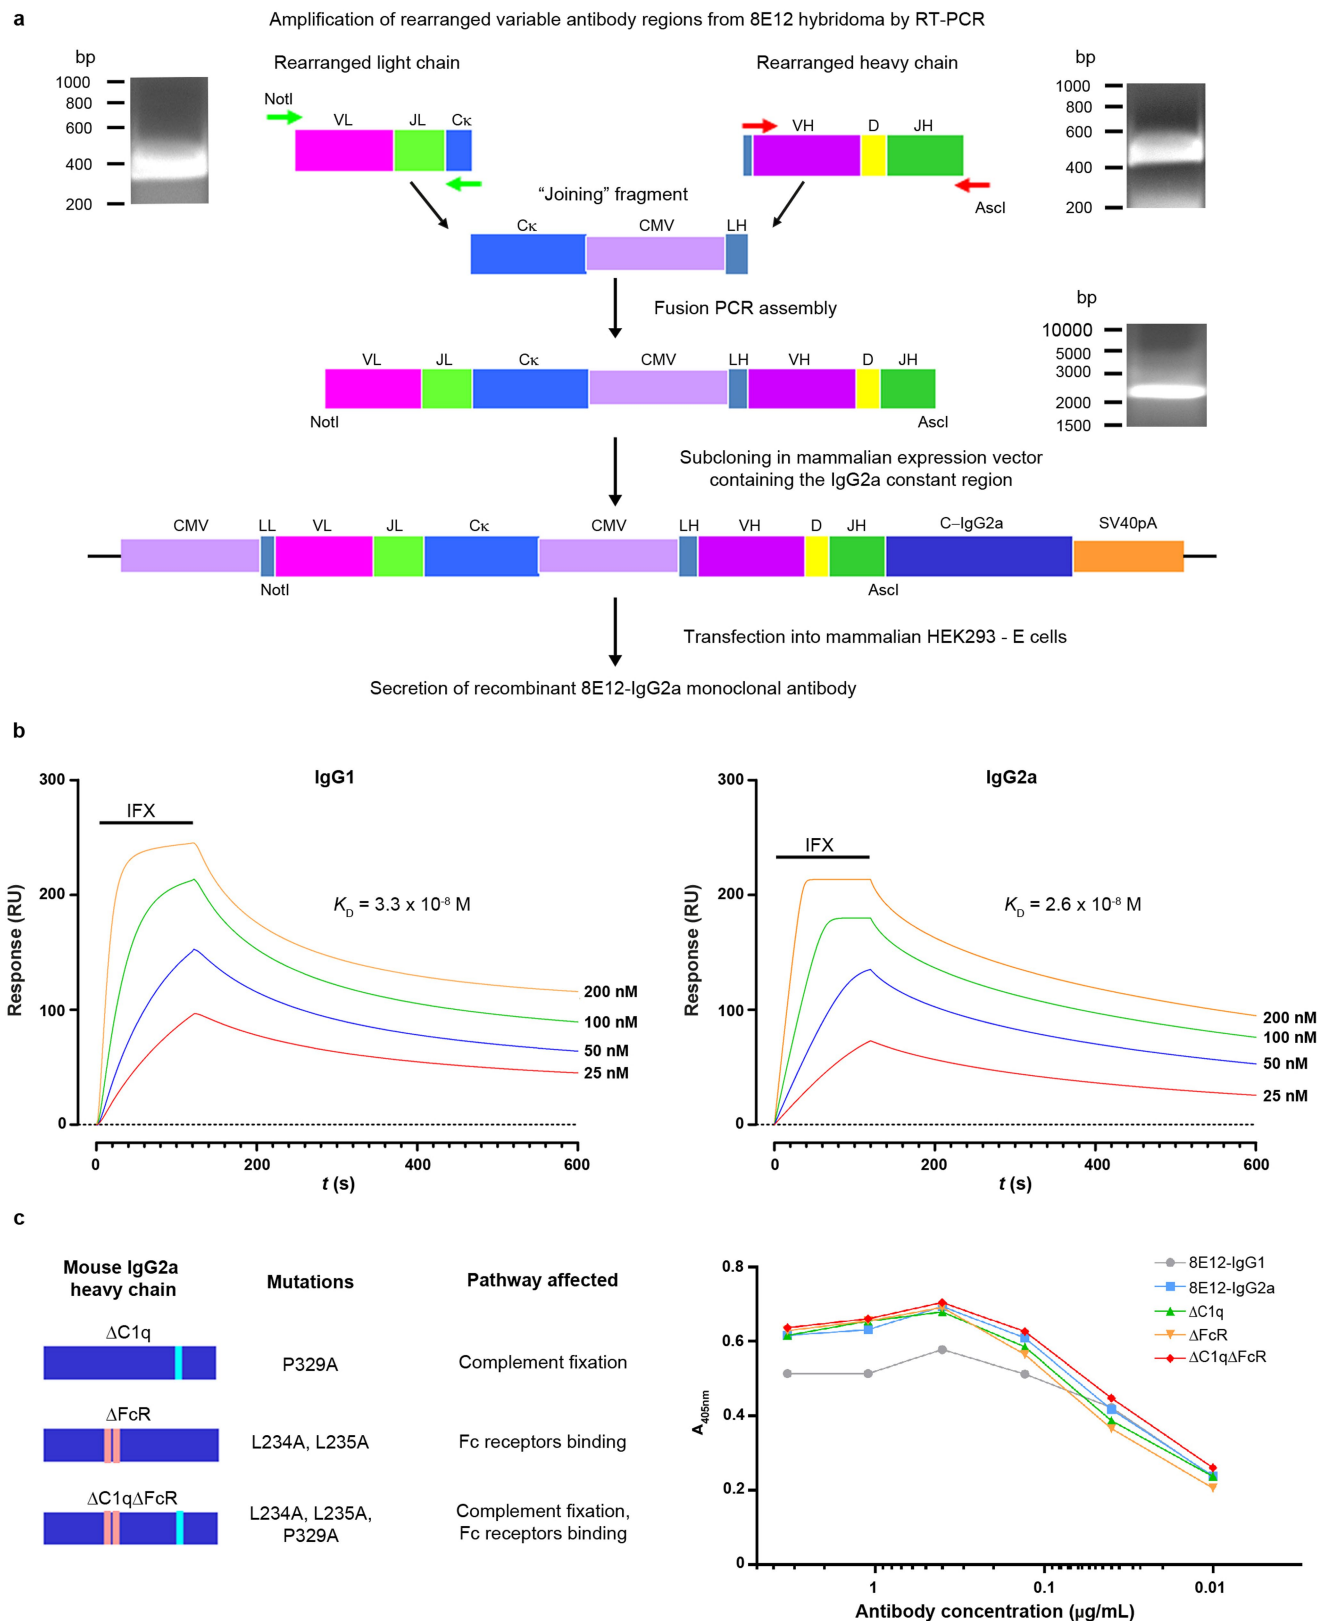 a
Amplification of rearranged variable antibody regions from 8E12 hybridoma by RT-PCR
bp
1000
800
600
400
200
Rearranged light chain
NotI
VL JL Cκ
Rearranged heavy chain
VH D JH
AscI
bp
1000
800
600
400
200
“Joining” fragment
Cκ CMV LH
Fusion PCR assembly
bp
10000
5000
3000
2000
1500
VL JL Cκ CMV LH VH D JH
NotI AscI
Subcloning in mammalian expression vector
containing the IgG2a constant region
CMV LL VL JL Cκ CMV LH VH D JH C–IgG2a SV40pA
NotI AscI
Transfection into mammalian HEK293 - E cells
Secretion of recombinant 8E12-IgG2a monoclonal antibody
b
IgG1
300
200
100
0
Response (RU)
IFX
K_D = 3.3 x 10⁻⁸ M
200 nM
100 nM
50 nM
25 nM
0 200 400 600
t (s)
IgG2a
300
200
100
0
Response (RU)
IFX
K_D = 2.6 x 10⁻⁸ M
200 nM
100 nM
50 nM
25 nM
0 200 400 600
t (s)
c
Mouse IgG2a
heavy chain
Mutations
Pathway affected
ΔC1q
P329A
Complement fixation
ΔFcR
L234A, L235A
Fc receptors binding
ΔC1qΔFcR
L234A, L235A,
P329A
Complement fixation,
Fc receptors binding
0.8
0.6
0.4
0.2
0
A405nm
8E12-IgG1
8E12-IgG2a
ΔC1q
ΔFcR
ΔC1qΔFcR
1 0.1 0.01
Antibody concentration (µg/mL)